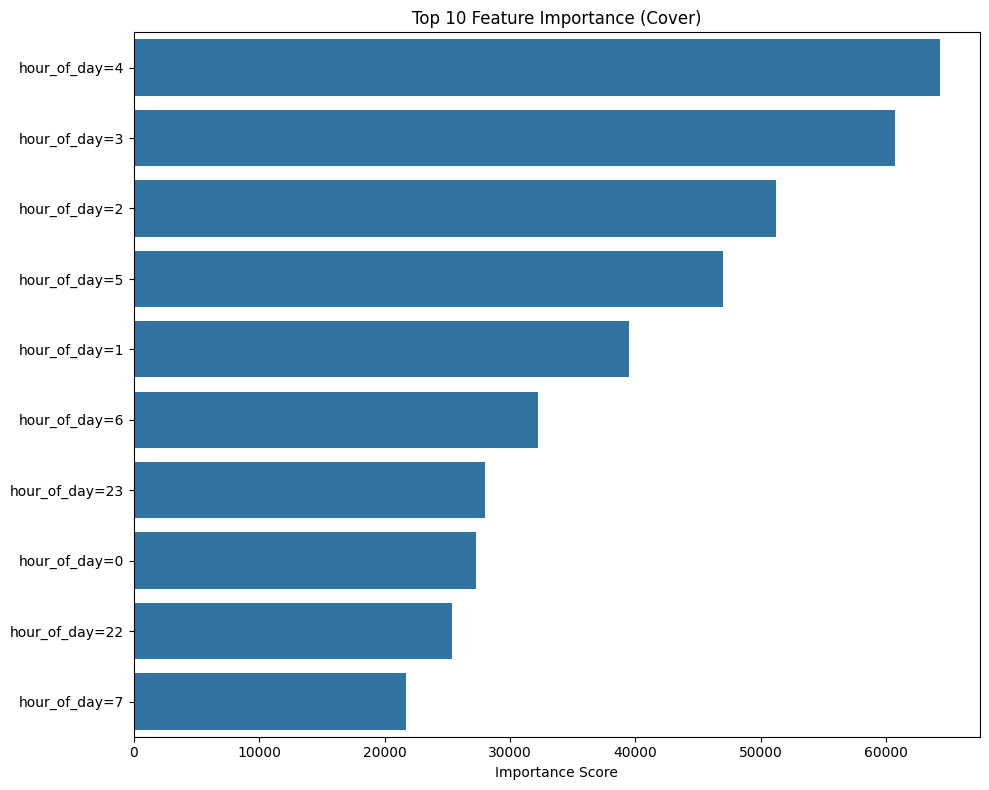 Top 10 Feature Importance (Cover)
hour_of_day=4
hour_of_day=3
hour_of_day=2
hour_of_day=5
hour_of_day=1
hour_of_day=6
hour_of_day=23
hour_of_day=0
hour_of_day=22
hour_of_day=7
0 10000 20000 30000 40000 50000 60000
Importance Score